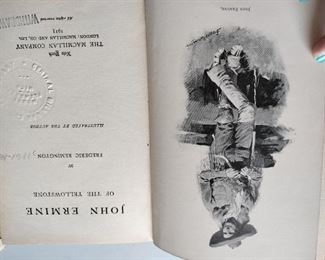 JOHN ERMINE
OF THE YELLOWSTONE
BY
FREDERIC REMINGTON
ILLUSTRATED BY THE AUTHOR
New York
THE MACMILLAN COMPANY
LONDON: MACMILLAN AND CO., LTD.
1913
All rights reserved
JOHN ERMINE.